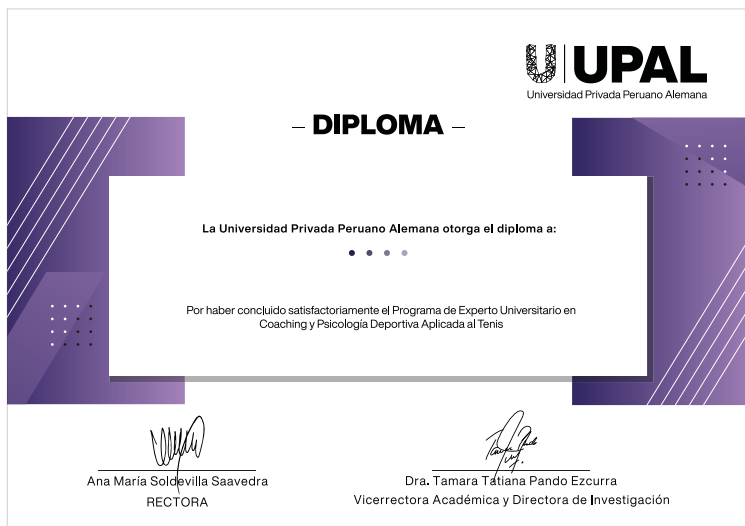 UPAL
Universidad Privada Peruano Alemana
– DIPLOMA –
La Universidad Privada Peruano Alemana otorga el diploma a:
Por haber concluido satisfactoriamente el Programa de Experto Universitario en
Coaching y Psicología Deportiva Aplicada al Tenis
Ana María Soldevilla Saavedra
RECTORA
Dra. Tamara Tatiana Pando Ezcurra
Vicerrectora Académica y Directora de Investigación